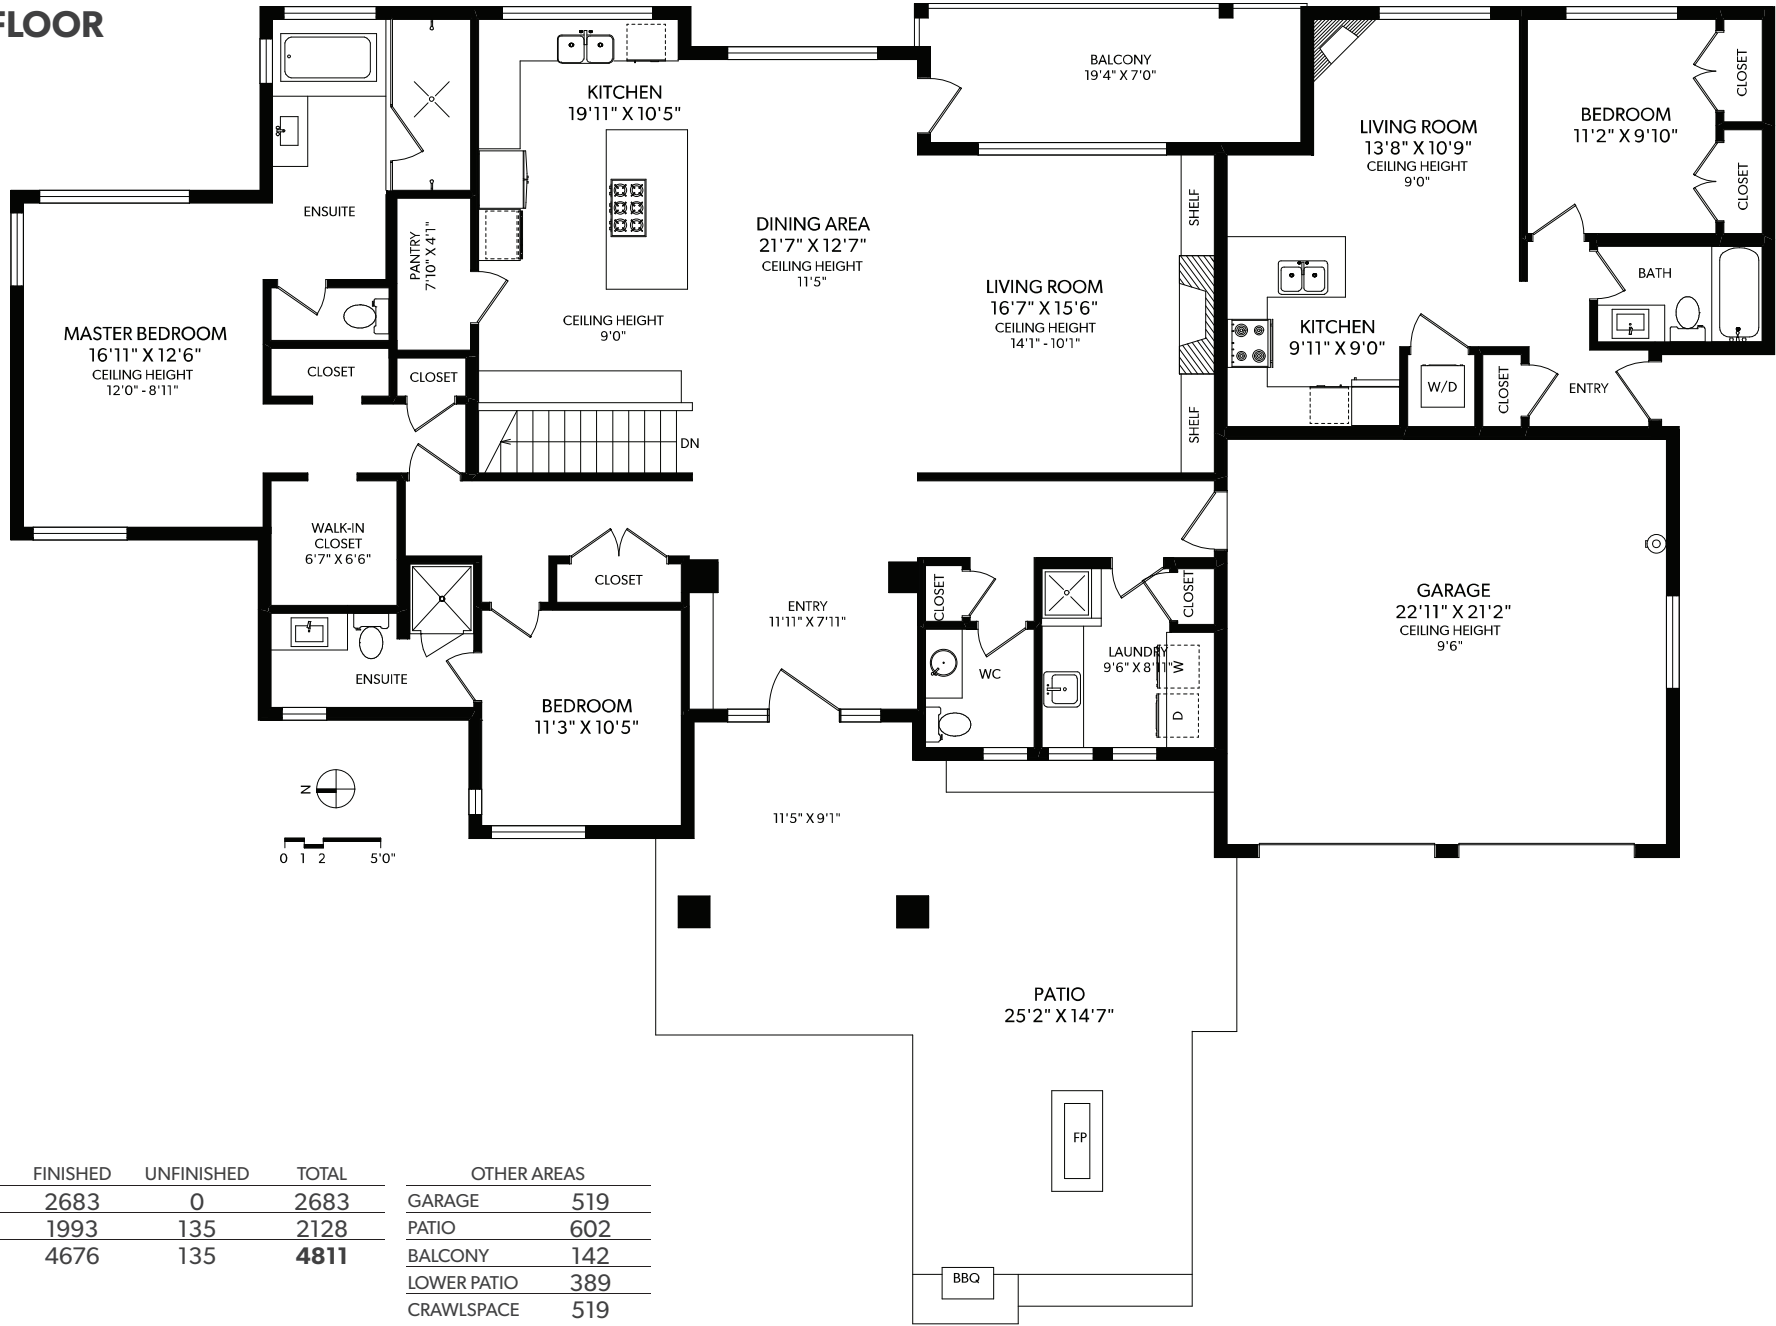 FLOOR
BALCONY
19'4" X 7'0"
KITCHEN
19'11" X 10'5"
CLOSET
BEDROOM
11'2" X 9'10"
LIVING ROOM
13'8" X 10'9"
CEILING HEIGHT
9'0"
CLOSET
ENSUITE
SHELF
PANTRY
7'10" X 4'1"
DINING AREA
21'7" X 12'7"
CEILING HEIGHT
11'5"
BATH
LIVING ROOM
16'7" X 15'6"
CEILING HEIGHT
14'1" - 10'1"
CEILING HEIGHT
9'0"
MASTER BEDROOM
16'11" X 12'6"
CEILING HEIGHT
12'0" - 8'11"
KITCHEN
9'11" X 9'0"
CLOSET
CLOSET
W/D
CLOSET
ENTRY
SHELF
DN
WALK-IN
CLOSET
6'7" X 6'6"
CLOSET
CLOSET
CLOSET
GARAGE
22'11" X 21'2"
CEILING HEIGHT
9'6"
ENTRY
11'11" X 7'11"
LAUNDRY
9'6" X 8'11"
W
D
WC
ENSUITE
BEDROOM
11'3" X 10'5"
N
11'5" X 9'1"
0 1 2 5'0"
PATIO
25'2" X 14'7"
FP
BBQ
FINISHED UNFINISHED TOTAL
2683 0 2683
1993 135 2128
4676 135 4811
OTHER AREAS
GARAGE 519
PATIO 602
BALCONY 142
LOWER PATIO 389
CRAWLSPACE 519